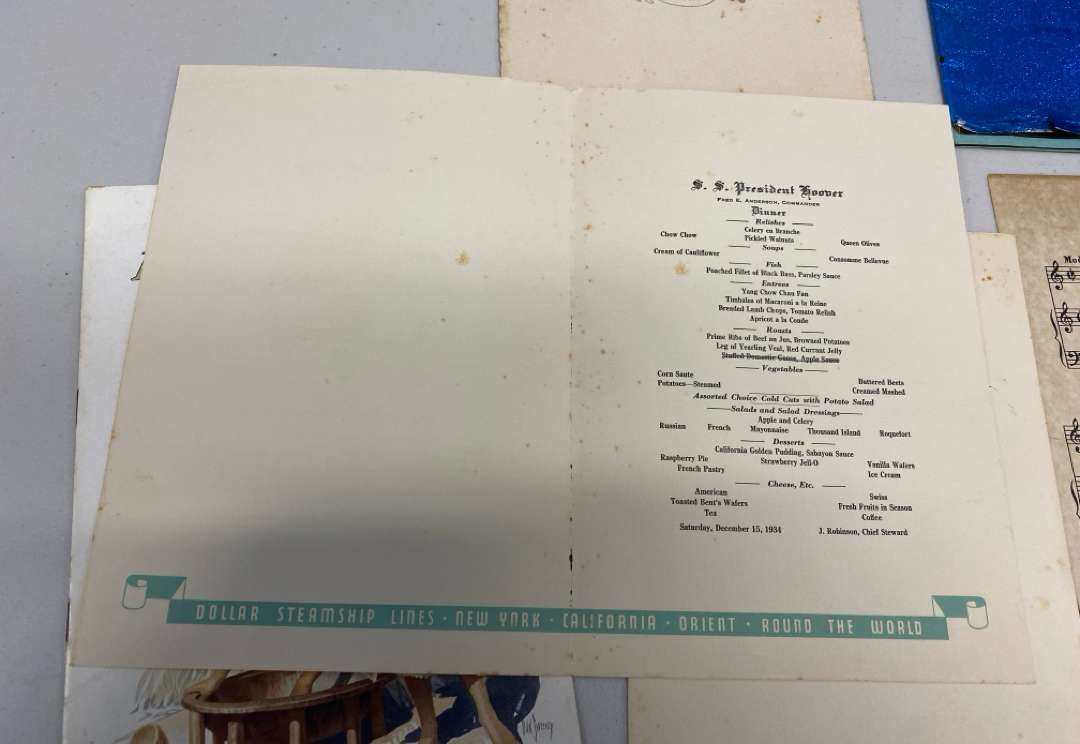 S. S. President Hoover
Fred E. Anderson, Commander
Dinner
Relishes
Celery en Branche
Chow Chow Pickled Walnuts Queen Olives
Soups
Cream of Cauliflower Consomme Bellevue
Fish
Poached Fillet of Black Bass, Parsley Sauce
Entrees
Yang Chow Chau Fan
Timbales of Macaroni a la Reine
Breaded Lamb Chops, Tomato Relish
Apricot a la Conde
Roasts
Prime Ribs of Beef au Jus, Browned Potatoes
Leg of Yearling Veal, Red Currant Jelly
Stuffed Domestic Goose, Apple Sauce
Vegetables
Corn Saute Buttered Beets
Potatoes—Steamed Creamed Mashed
Assorted Choice Cold Cuts with Potato Salad
Salads and Salad Dressings
Apple and Celery
Russian French Mayonnaise Thousand Island Roquefort
Desserts
California Golden Pudding, Sabayon Sauce
Raspberry Pie Strawberry Jell-O Vanilla Wafers
French Pastry Ice Cream
Cheese, Etc.
American Swiss
Toasted Bent's Wafers Fresh Fruits in Season
Tea Coffee
Saturday, December 15, 1934 J. Robinson, Chief Steward
DOLLAR STEAMSHIP LINES · NEW YORK · CALIFORNIA · ORIENT · ROUND THE WORLD